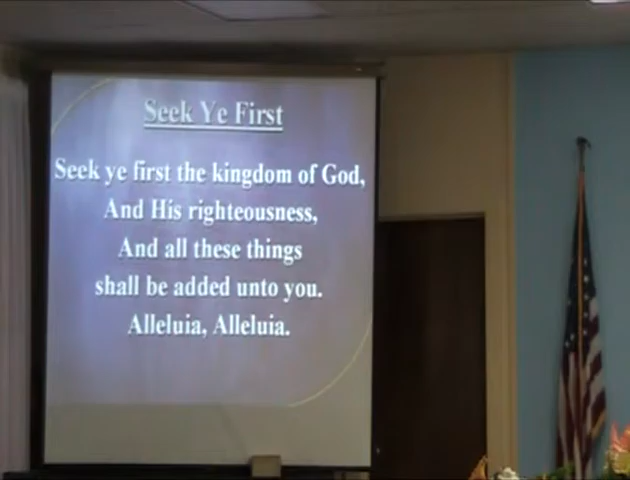 Seek Ye First
Seek ye first the kingdom of God,
And His righteousness,
And all these things
shall be added unto you.
Alleluia, Alleluia.